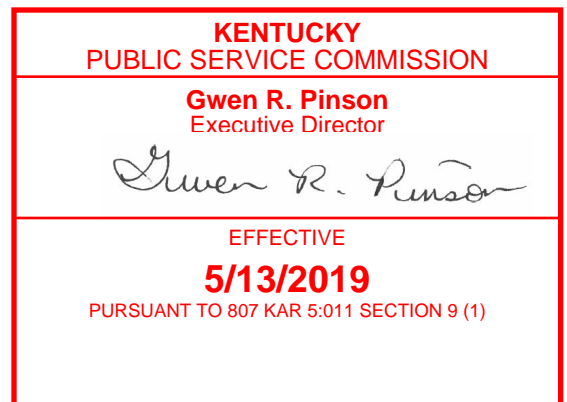 KENTUCKY
PUBLIC SERVICE COMMISSION
Gwen R. Pinson
Executive Director
Gwen R. Pinson
EFFECTIVE
5/13/2019
PURSUANT TO 807 KAR 5:011 SECTION 9 (1)